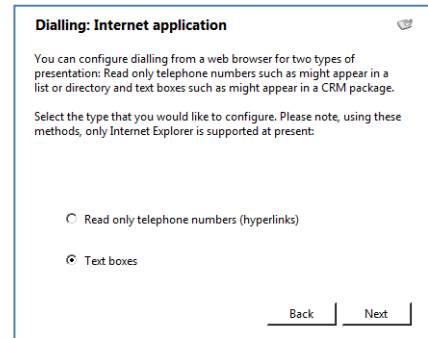 Dialling: Internet application
You can configure dialling from a web browser for two types of
presentation: Read only telephone numbers such as might appear in a
list or directory and text boxes such as might appear in a CRM package.
Select the type that you would like to configure. Please note, using these
methods, only Internet Explorer is supported at present:
Read only telephone numbers (hyperlinks)
Text boxes
Back Next